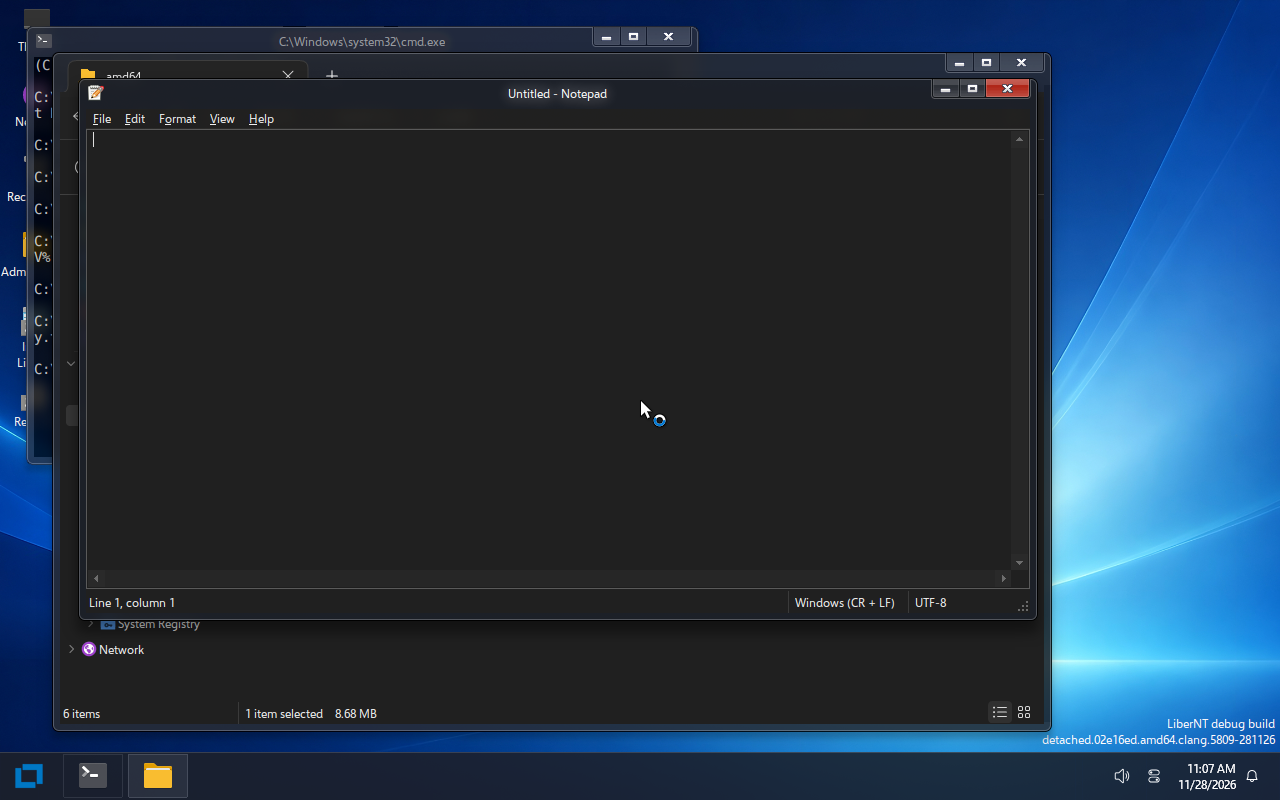 C:\Windows\system32\cmd.exe
amd64
Untitled - Notepad
File Edit Format View Help
Line 1, column 1
Windows (CR + LF)
UTF-8
System Registry
Network
6 items
1 item selected 8.68 MB
LiberNT debug build
detached.02e16ed.amd64.clang.5809-281126
11:07 AM
11/28/2026